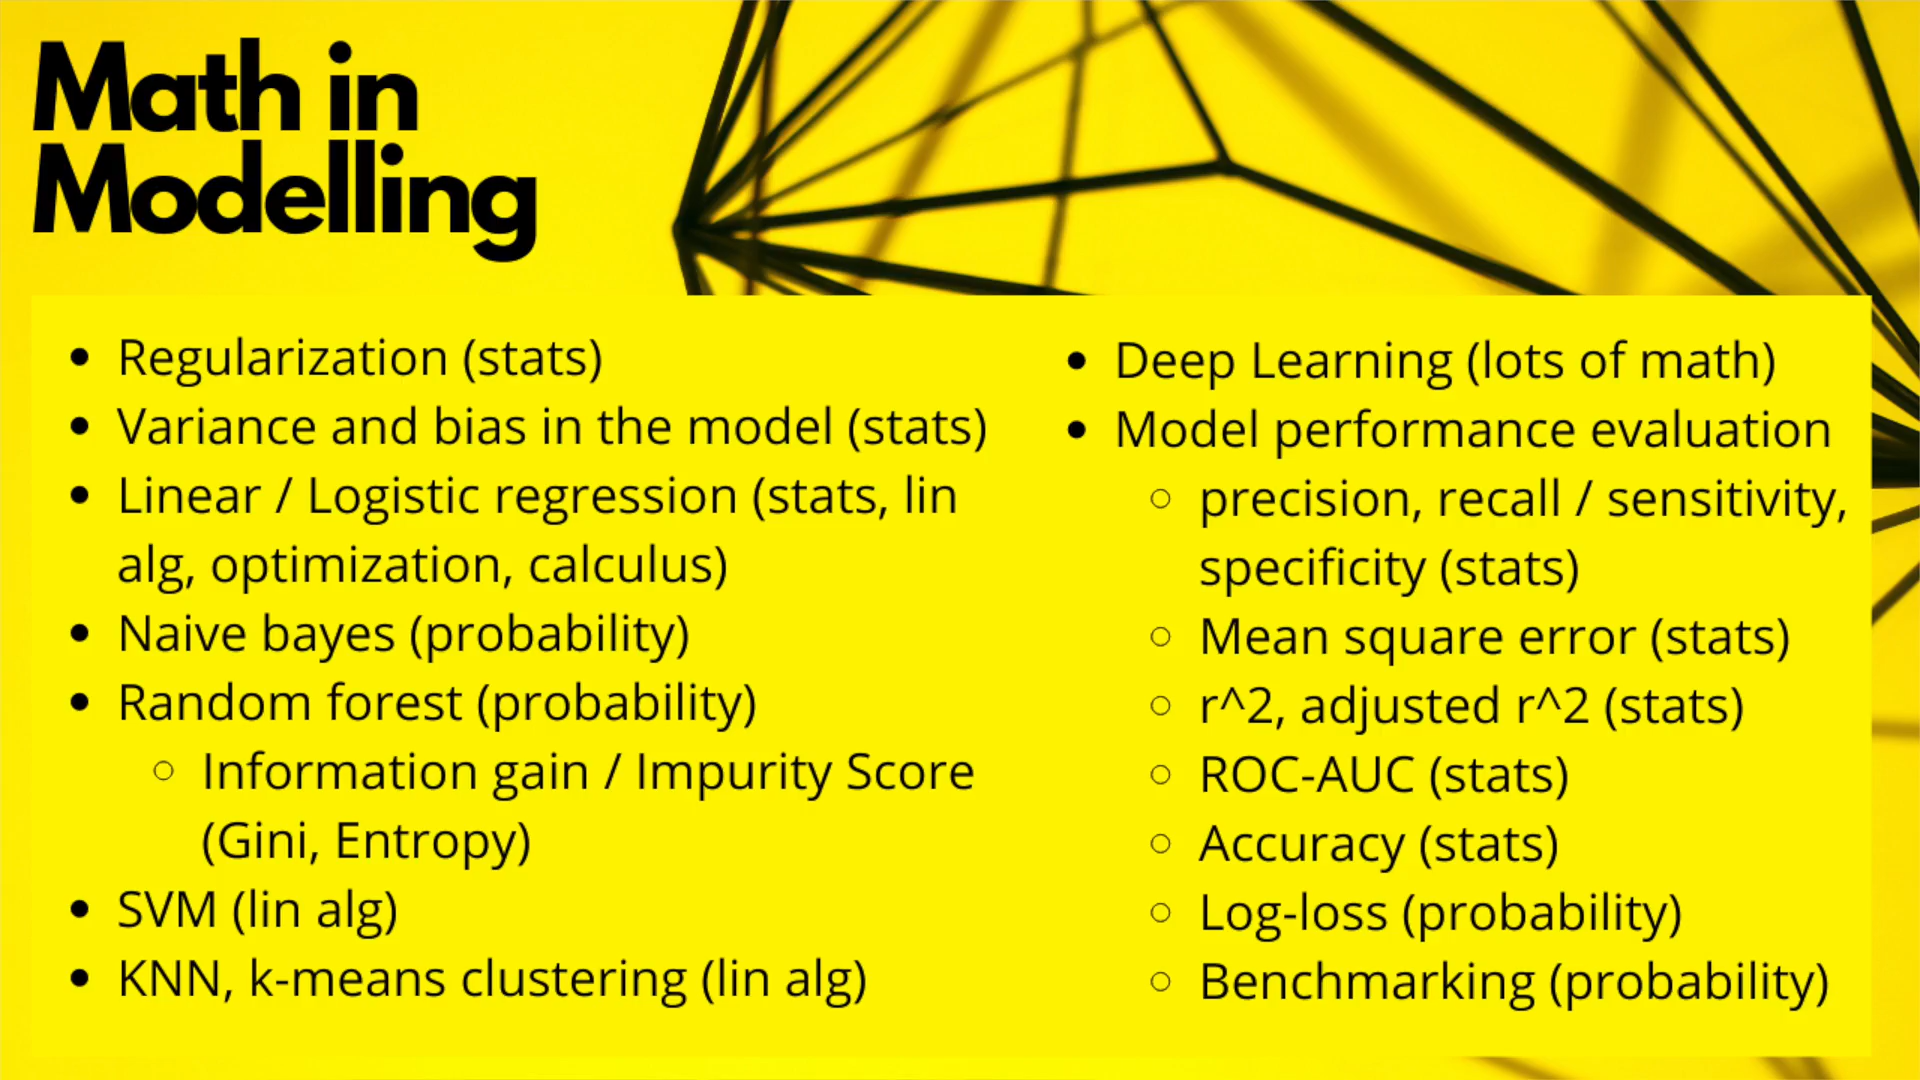 Math in
Modelling
• Regularization (stats)
• Variance and bias in the model (stats)
• Linear / Logistic regression (stats, lin
alg, optimization, calculus)
• Naive bayes (probability)
• Random forest (probability)
○ Information gain / Impurity Score
(Gini, Entropy)
• SVM (lin alg)
• KNN, k-means clustering (lin alg)
• Deep Learning (lots of math)
• Model performance evaluation
○ precision, recall / sensitivity,
specificity (stats)
○ Mean square error (stats)
○ r^2, adjusted r^2 (stats)
○ ROC-AUC (stats)
○ Accuracy (stats)
○ Log-loss (probability)
○ Benchmarking (probability)